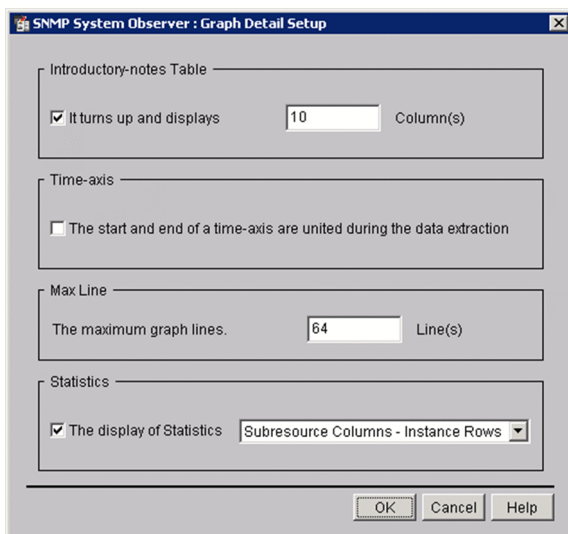 SNMP System Observer : Graph Detail Setup
Introductory-notes Table
It turns up and displays 10 Column(s)
Time-axis
The start and end of a time-axis are united during the data extraction
Max Line
The maximum graph lines. 64 Line(s)
Statistics
The display of Statistics Subresource Columns - Instance Rows
OK Cancel Help